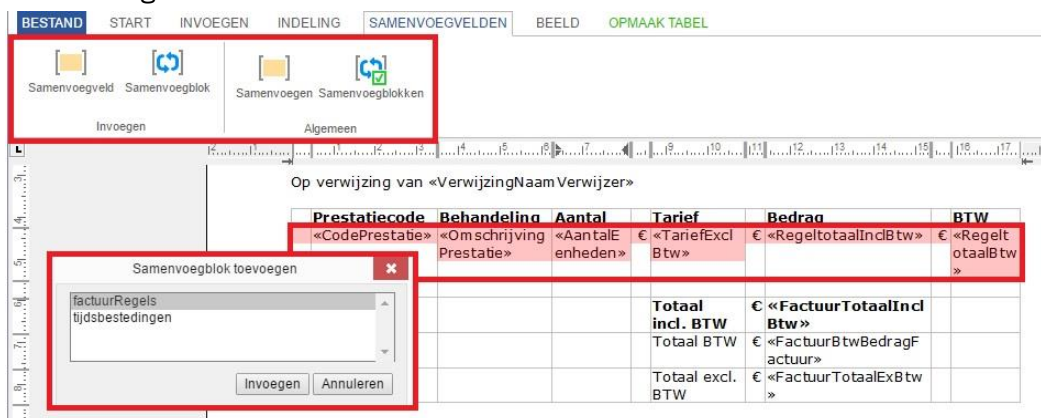 BESTAND START INVOEGEN INDELING SAMENVOEGVELDEN BEELD OPMAAK TABEL
Samenvoegveld Samenvoegblok Samenvoegen Samenvoegblokken
Invoegen Algemeen
Op verwijzing van «VerwijzingNaamVerwijzer»
Prestatiecode Behandeling Aantal Tarief Bedrag BTW
«CodePrestatie» «Omschrijving «AantalE € «TariefExcl € «RegeltotaalInclBtw» € «Regelt
Prestatie» enheden» Btw» otaalBtw
»
Samenvoegblok toevoegen
factuurRegels
tijdsbestedingen
Invoegen Annuleren
Totaal € «FactuurTotaalIncl
incl. BTW Btw»
Totaal BTW € «FactuurBtwBedragF
actuur»
Totaal excl. € «FactuurTotaalExBtw
BTW »